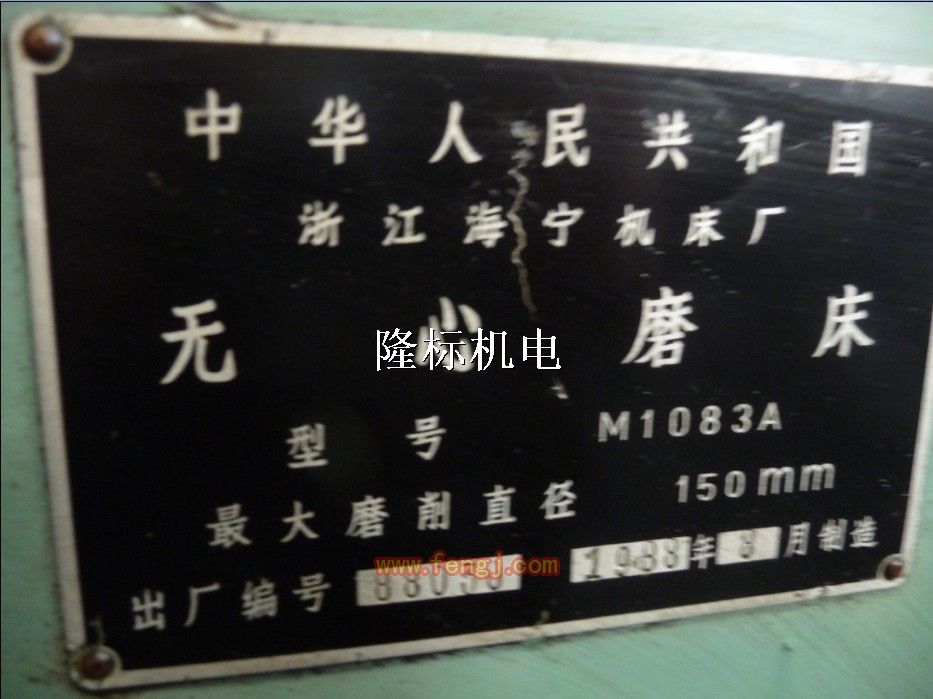 中华人民共和国
浙江海宁机床厂
无心磨床
隆标机电
型号 M1083A
最大磨削直径 150mm
www.fengj.com
出厂编号 1988年 月制造